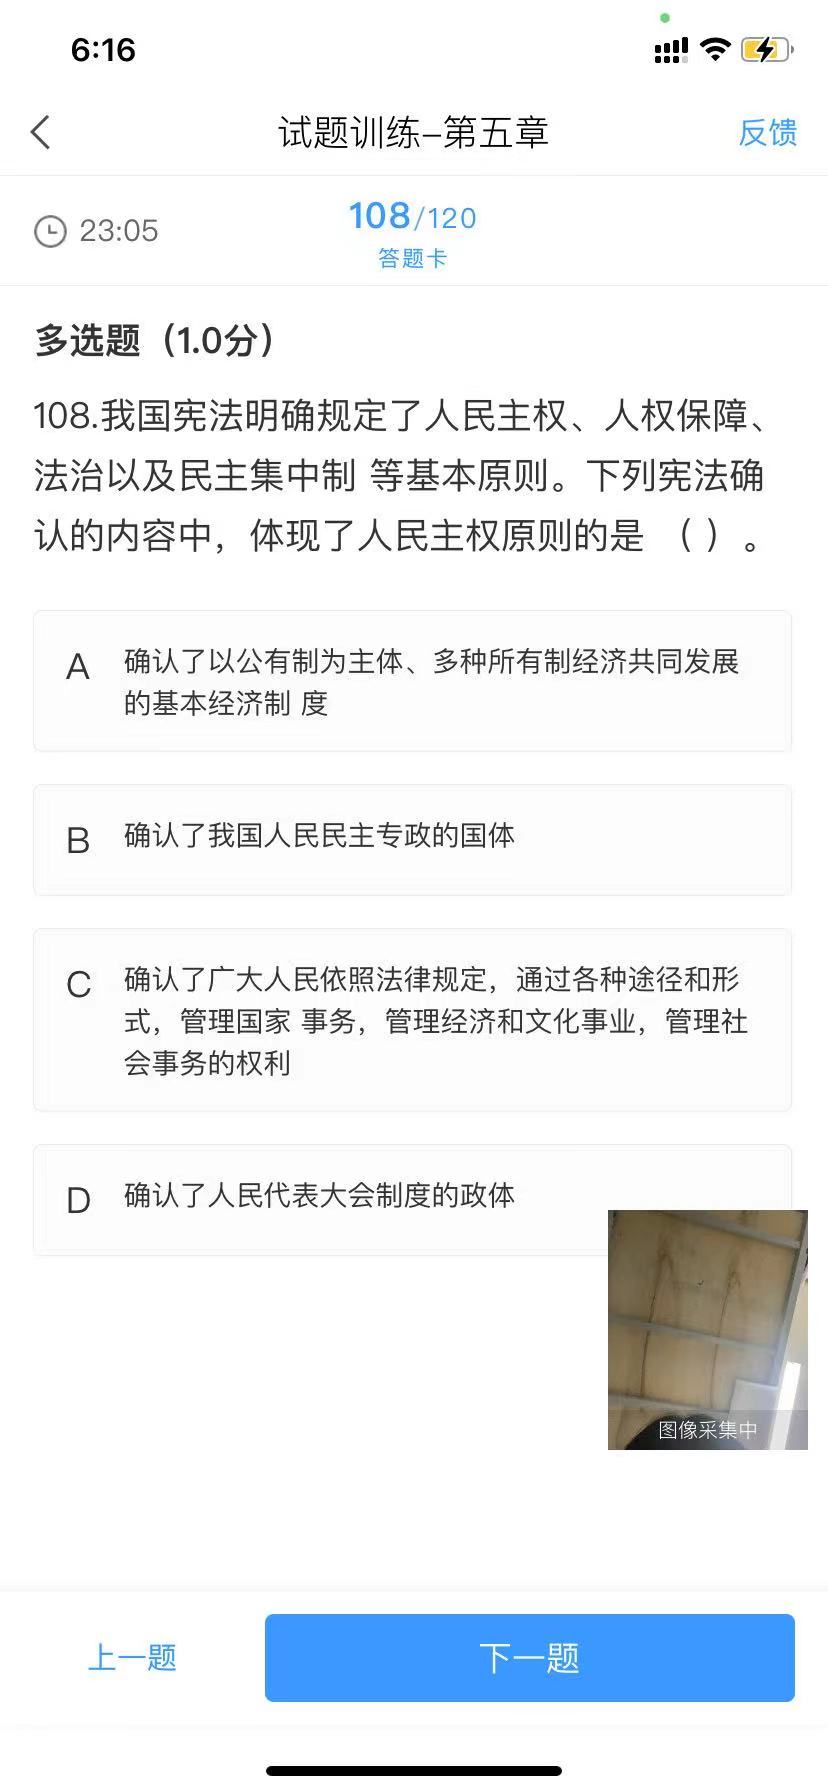 6:16
试题训练-第五章
反馈
23:05
108/120
答题卡
多选题（1.0分）
108.我国宪法明确规定了人民主权、人权保障、
法治以及民主集中制 等基本原则。下列宪法确
认的内容中，体现了人民主权原则的是 （ ）。
A 确认了以公有制为主体、多种所有制经济共同发展
的基本经济制 度
B 确认了我国人民民主专政的国体
C 确认了广大人民依照法律规定，通过各种途径和形
式，管理国家 事务，管理经济和文化事业，管理社
会事务的权利
D 确认了人民代表大会制度的政体
图像采集中
上一题
下一题